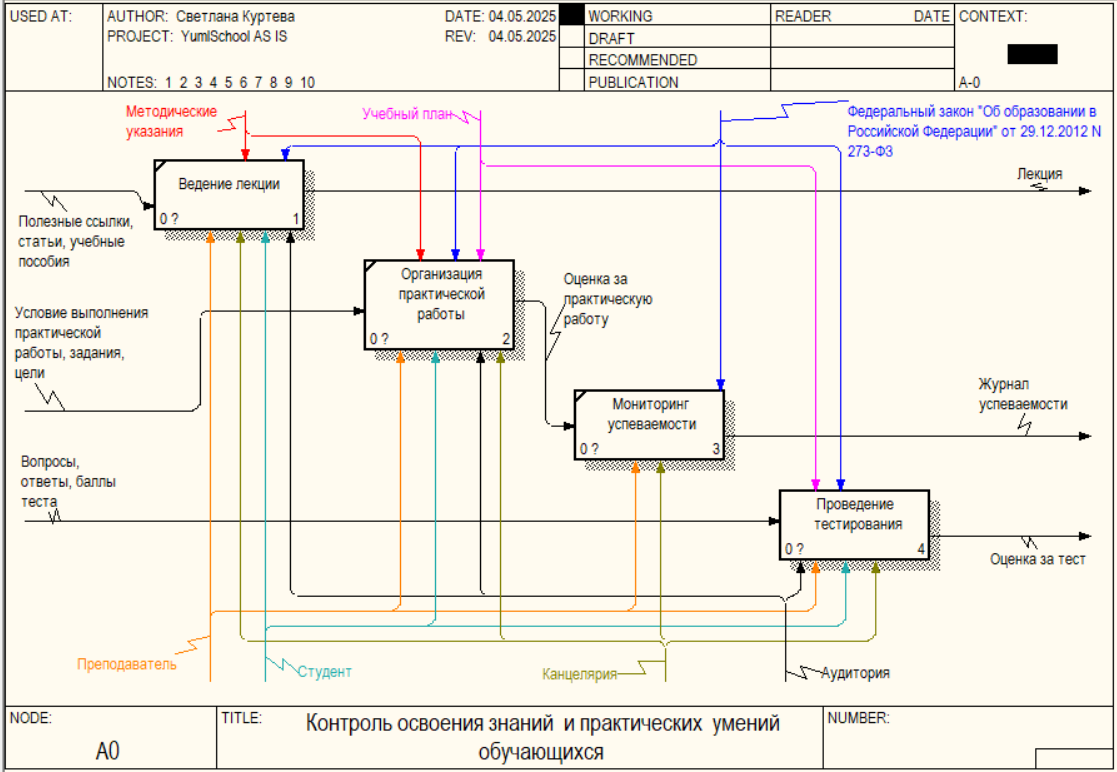 USED AT:
AUTHOR: Светлана Куртева
DATE: 04.05.2025
WORKING
READER
DATE
CONTEXT:
PROJECT: YumISchool AS IS
REV: 04.05.2025
DRAFT
RECOMMENDED
NOTES: 1 2 3 4 5 6 7 8 9 10
PUBLICATION
A-0
Методические
указания
Учебный план
Федеральный закон "Об образовании в
Российской Федерации" от 29.12.2012 N
273-ФЗ
Ведение лекции
0 ?
1
Лекция
Полезные ссылки,
статьи, учебные
пособия
Организация
практической
работы
0 ?
2
Оценка за
практическую
работу
Условие выполнения
практической
работы, задания,
цели
Мониторинг
успеваемости
0 ?
3
Журнал
успеваемости
Вопросы,
ответы, баллы
теста
Проведение
тестирования
0 ?
4
Оценка за тест
Преподаватель
Студент
Канцелярия
Аудитория
NODE:
A0
TITLE:
Контроль освоения знаний и практических умений
обучающихся
NUMBER: